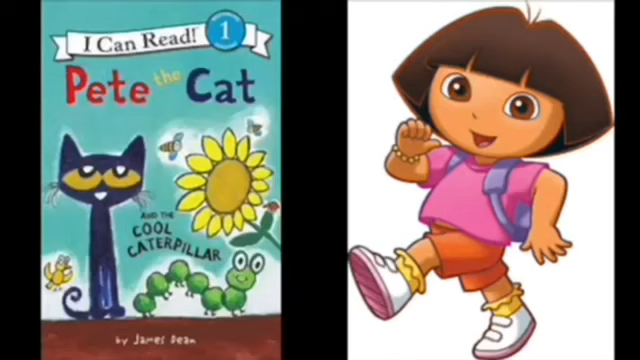 I Can Read! 1
Pete the Cat
AND THE
COOL
CATERPILLAR
by James Dean